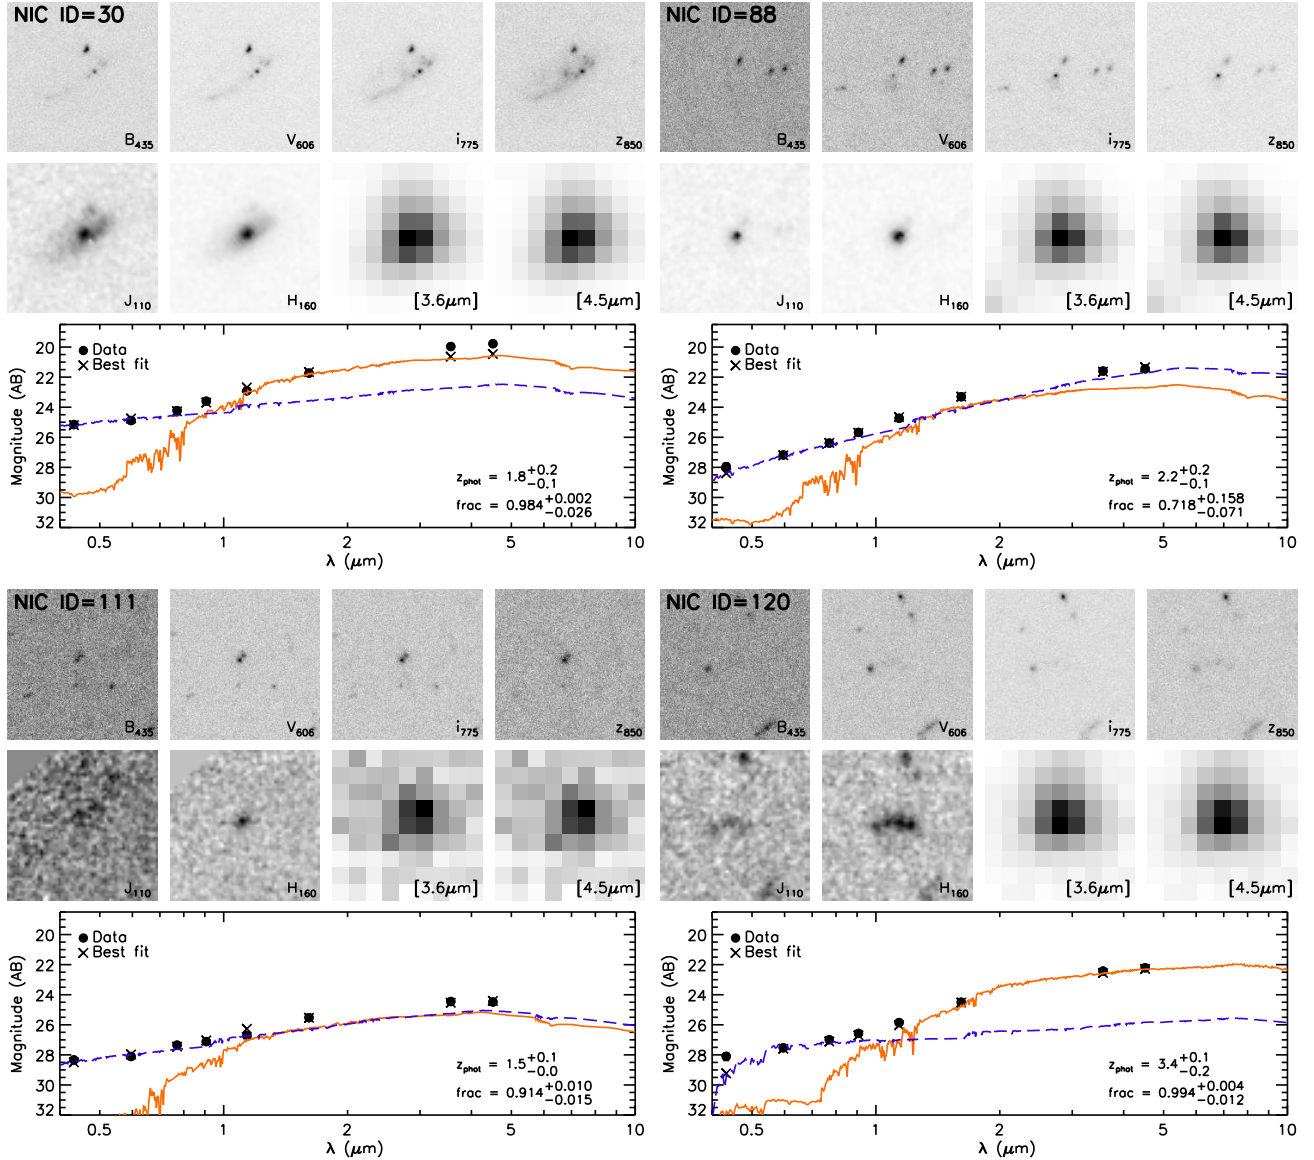 NIC ID=30
B435
V606
i775
z850
J110
H160
[3.6μm]
[4.5μm]
Magnitude (AB)
20
22
24
26
28
30
32
Data
Best fit
zphot = 1.8+0.2−0.1
frac = 0.984+0.002−0.026
0.5 1 2 5 10
λ (μm)
NIC ID=88
B435
V606
i775
z850
J110
H160
[3.6μm]
[4.5μm]
Magnitude (AB)
20
22
24
26
28
30
32
Data
Best fit
zphot = 2.2+0.2−0.1
frac = 0.718+0.158−0.071
0.5 1 2 5 10
λ (μm)
NIC ID=111
B435
V606
i775
z850
J110
H160
[3.6μm]
[4.5μm]
Magnitude (AB)
20
22
24
26
28
30
32
Data
Best fit
zphot = 1.5+0.1−0.0
frac = 0.914+0.010−0.015
0.5 1 2 5 10
λ (μm)
NIC ID=120
B435
V606
i775
z850
J110
H160
[3.6μm]
[4.5μm]
Magnitude (AB)
20
22
24
26
28
30
32
Data
Best fit
zphot = 3.4+0.1−0.2
frac = 0.994+0.004−0.012
0.5 1 2 5 10
λ (μm)